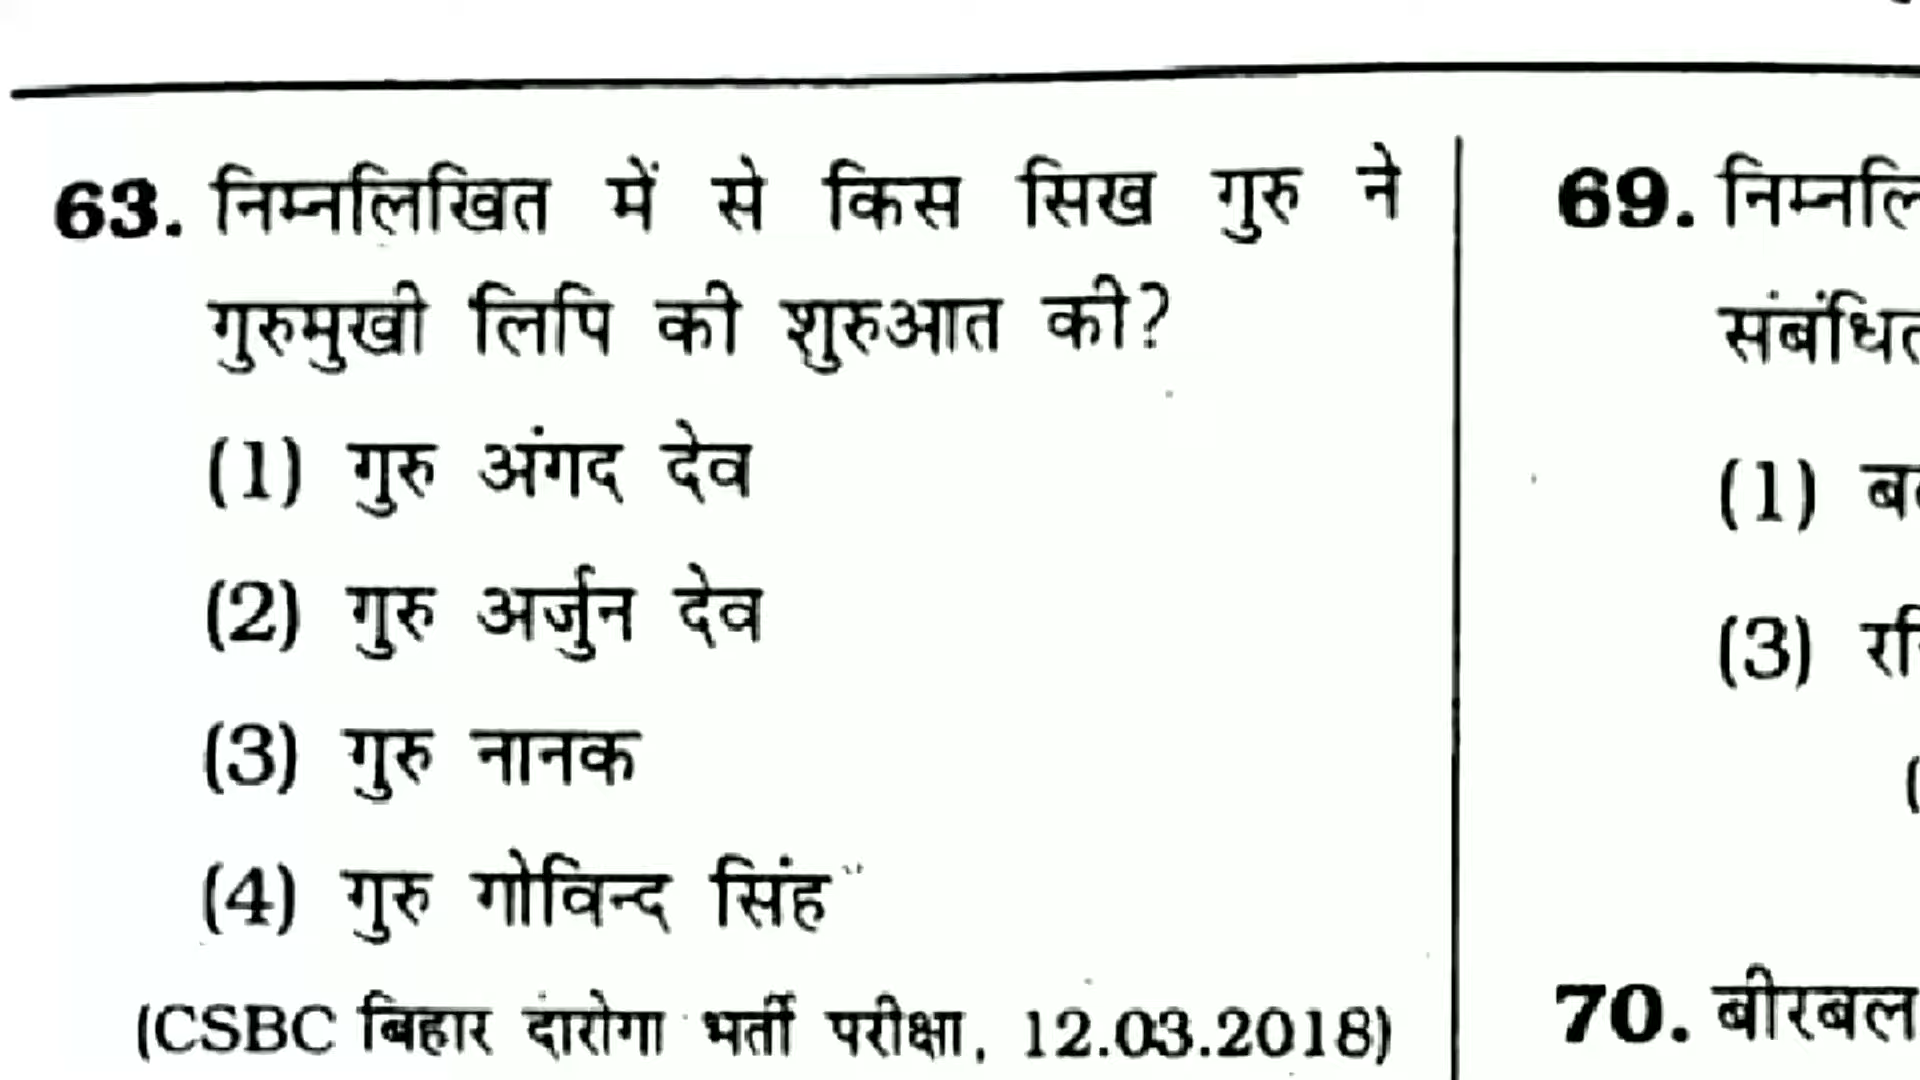 63. निम्नलिखित में से किस सिख गुरु ने
गुरुमुखी लिपि की शुरुआत की?
(1) गुरु अंगद देव
(2) गुरु अर्जुन देव
(3) गुरु नानक
(4) गुरु गोविन्द सिंह
(CSBC बिहार दारोगा भर्ती परीक्षा, 12.03.2018)
69.
(1)
(3)
70. बीरबल